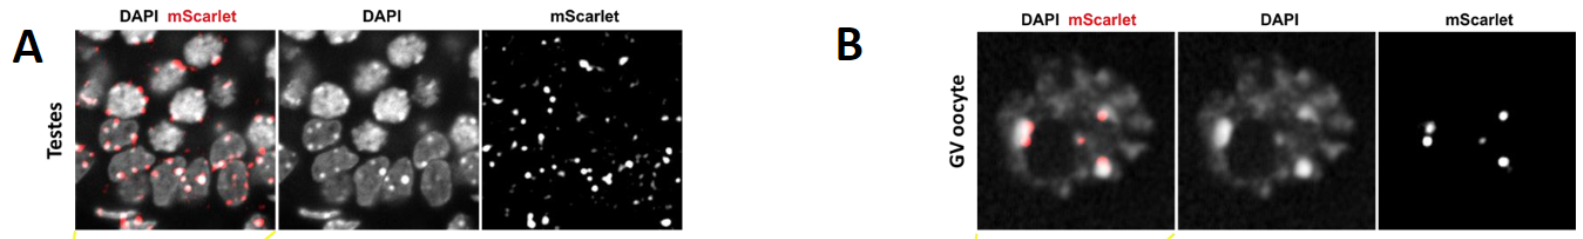 A
DAPI mScarlet
DAPI
mScarlet
Testes
B
DAPI mScarlet
DAPI
mScarlet
GV oocyte